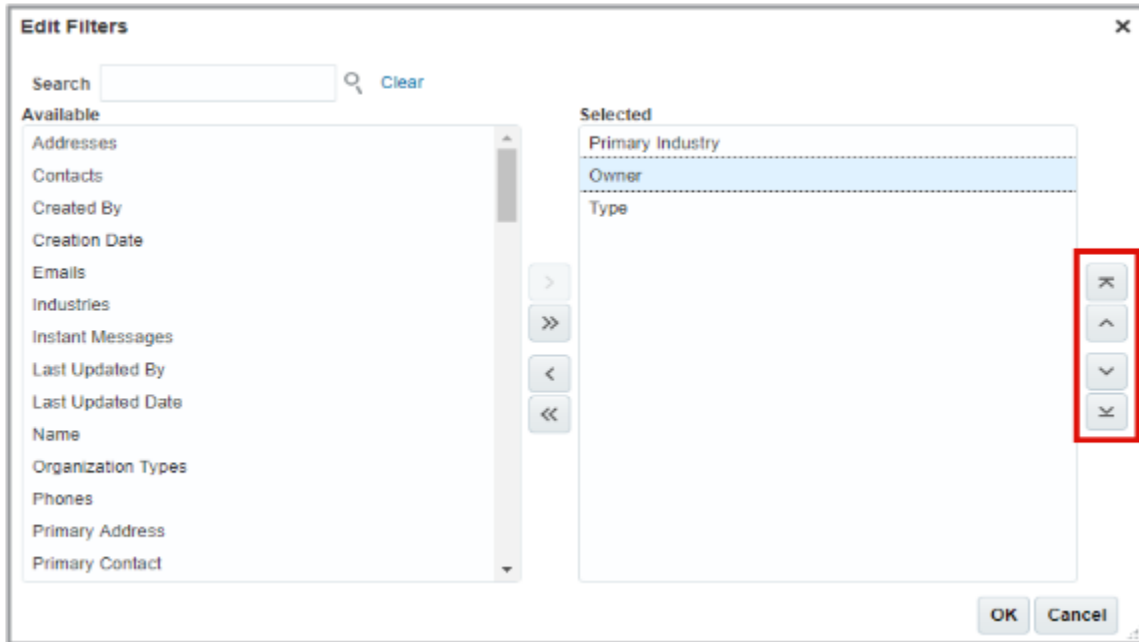 Edit Filters
Search
Clear
Available
Selected
Addresses
Contacts
Created By
Creation Date
Emails
Industries
Instant Messages
Last Updated By
Last Updated Date
Name
Organization Types
Phones
Primary Address
Primary Contact
Primary Industry
Owner
Type
OK
Cancel